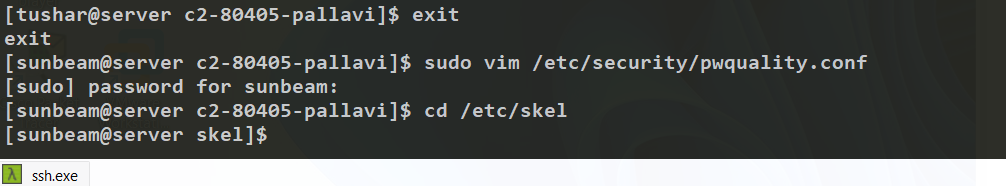 [tushar@server c2-80405-pallavi]$ exit
exit
[sunbeam@server c2-80405-pallavi]$ sudo vim /etc/security/pwquality.conf
[sudo] password for sunbeam:
[sunbeam@server c2-80405-pallavi]$ cd /etc/skel
[sunbeam@server skel]$
λ ssh.exe